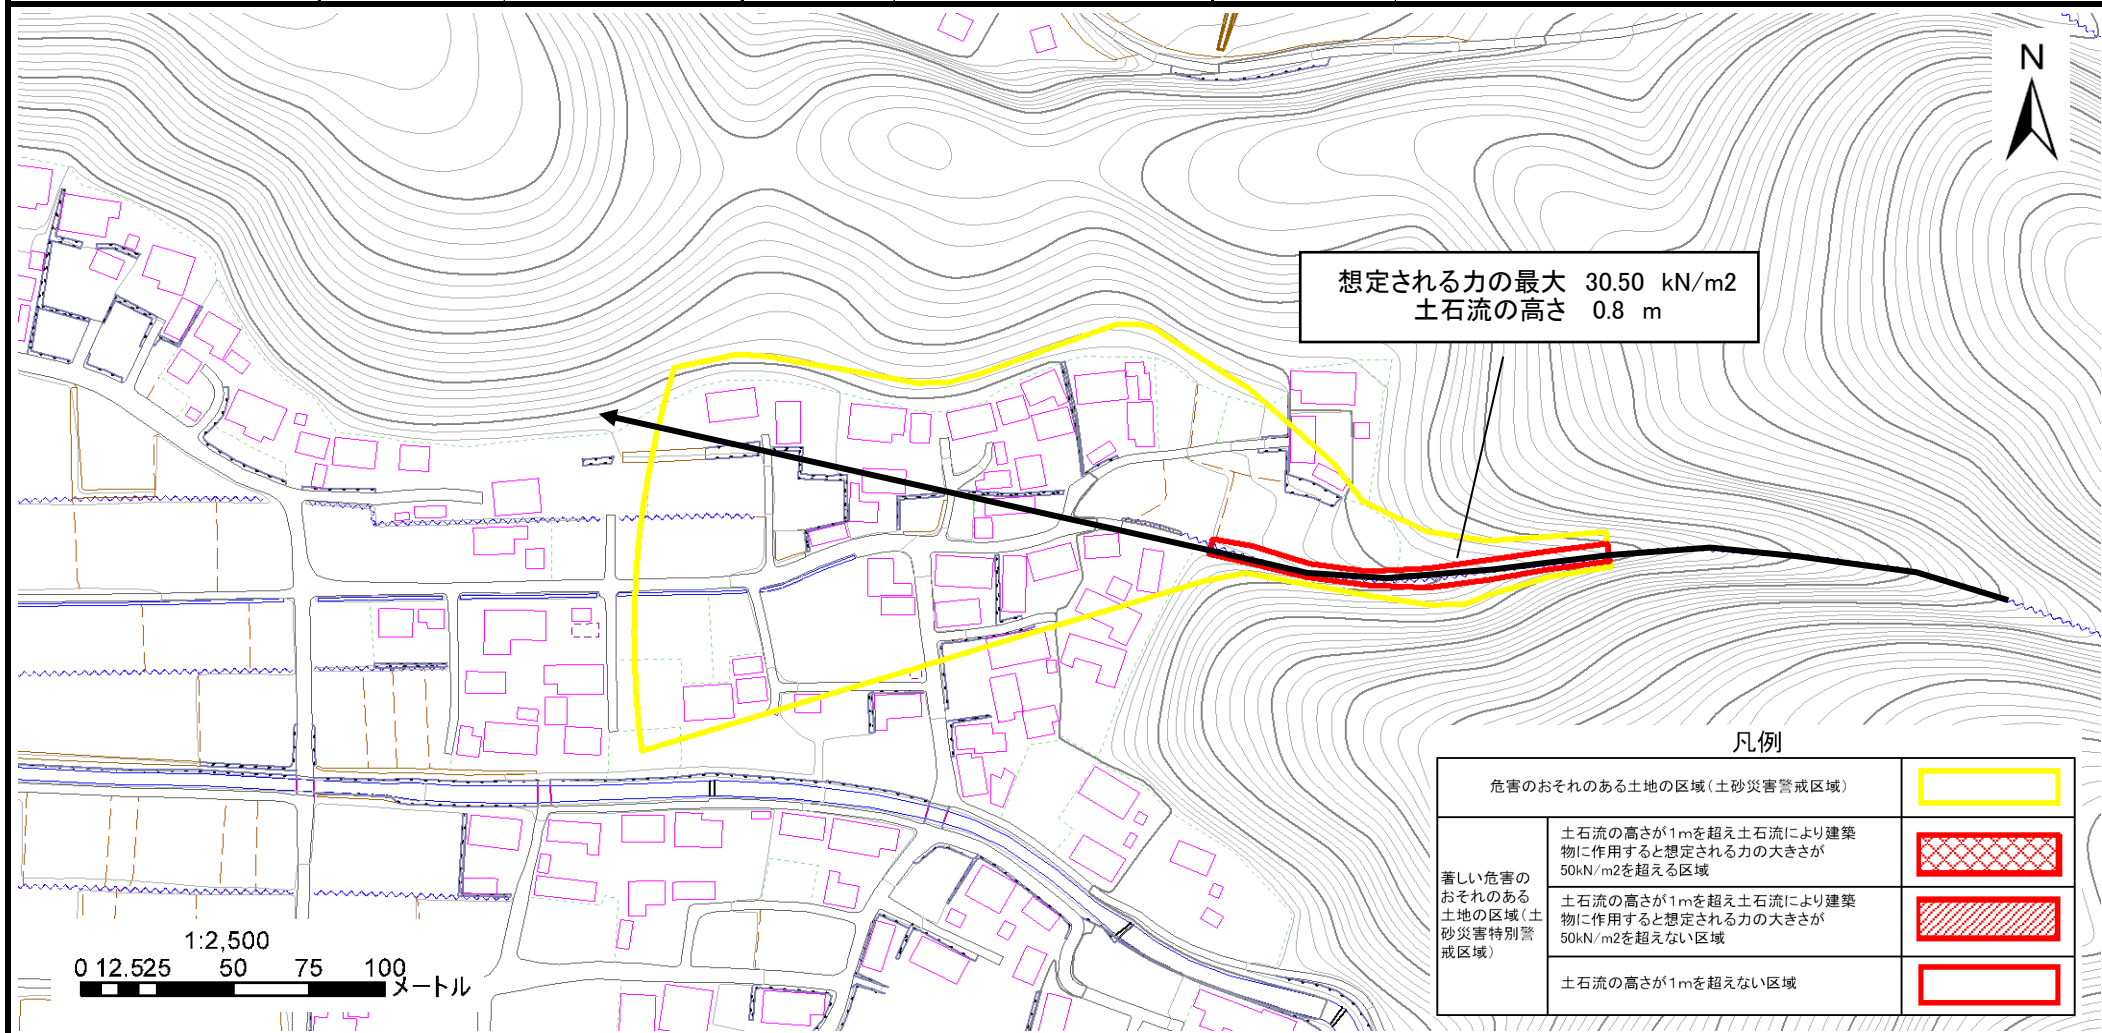 N
想定される力の最大 30.50 kN/m2
土石流の高さ 0.8 m
凡例
危害のおそれのある土地の区域(土砂災害警戒区域)
著しい危害の
おそれのある
土地の区域(土
砂災害特別警
戒区域)
土石流の高さが1mを超え土石流により建築
物に作用すると想定される力の大きさが
50kN/m2を超える区域
土石流の高さが1mを超え土石流により建築
物に作用すると想定される力の大きさが
50kN/m2を超えない区域
土石流の高さが1mを超えない区域
1:2,500
0 12.525 50 75 100
メートル